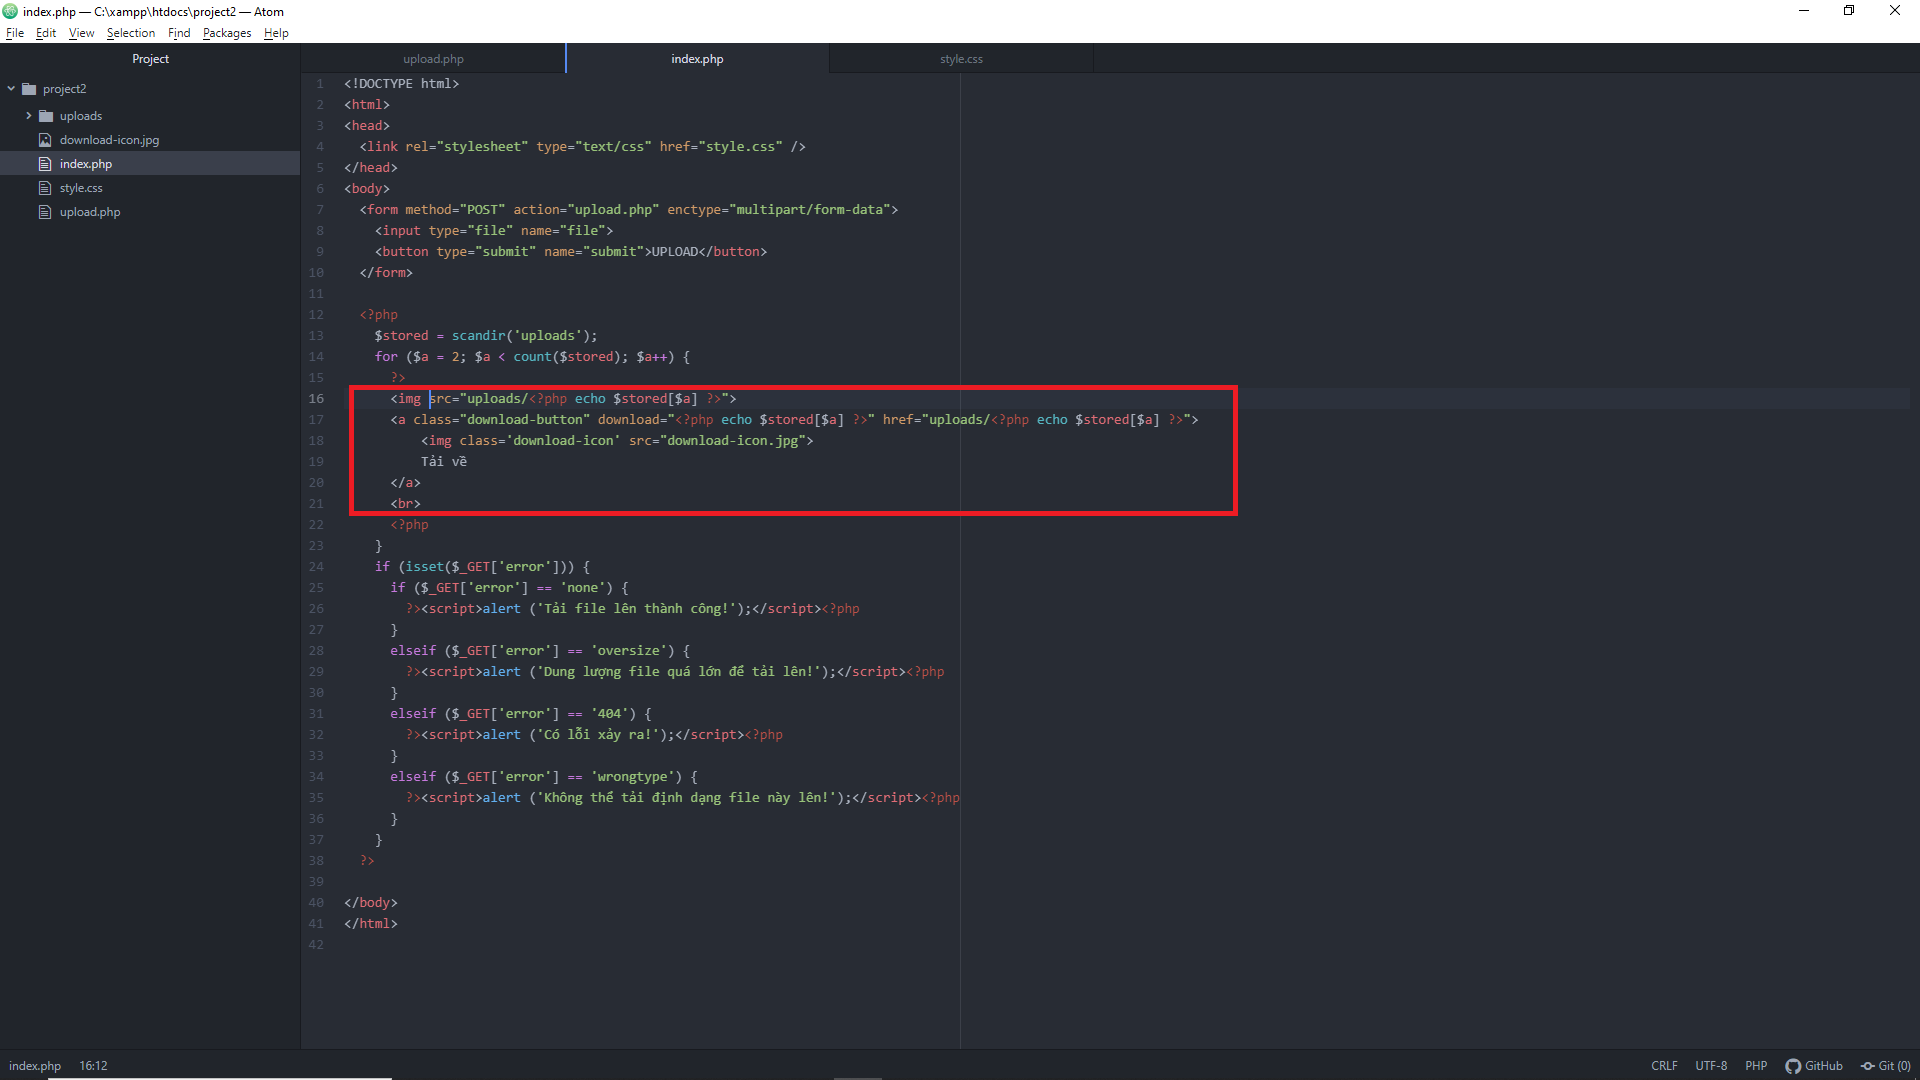 index.php — C:\xampp\htdocs\project2 — Atom
File Edit View Selection Find Packages Help
Project
project2
uploads
download-icon.jpg
index.php
style.css
upload.php
upload.php index.php style.css
1 <!DOCTYPE html>
2 <html>
3 <head>
4 <link rel="stylesheet" type="text/css" href="style.css" />
5 </head>
6 <body>
7 <form method="POST" action="upload.php" enctype="multipart/form-data">
8 <input type="file" name="file">
9 <button type="submit" name="submit">UPLOAD</button>
10 </form>
11
12 <?php
13 $stored = scandir('uploads');
14 for ($a = 2; $a < count($stored); $a++) {
15 ?>
16 <img src="uploads/<?php echo $stored[$a] ?>">
17 <a class="download-button" download="<?php echo $stored[$a] ?>" href="uploads/<?php echo $stored[$a] ?>">
18 <img class='download-icon' src="download-icon.jpg">
19 Tải về
20 </a>
21 <br>
22 <?php
23 }
24 if (isset($_GET['error'])) {
25 if ($_GET['error'] == 'none') {
26 ?><script>alert ('Tải file lên thành công!');</script><?php
27 }
28 elseif ($_GET['error'] == 'oversize') {
29 ?><script>alert ('Dung lượng file quá lớn để tải lên!');</script><?php
30 }
31 elseif ($_GET['error'] == '404') {
32 ?><script>alert ('Có lỗi xảy ra!');</script><?php
33 }
34 elseif ($_GET['error'] == 'wrongtype') {
35 ?><script>alert ('Không thể tải định dạng file này lên!');</script><?php
36 }
37 }
38 ?>
39
40 </body>
41 </html>
42
index.php 16:12 CRLF UTF-8 PHP GitHub Git (0)